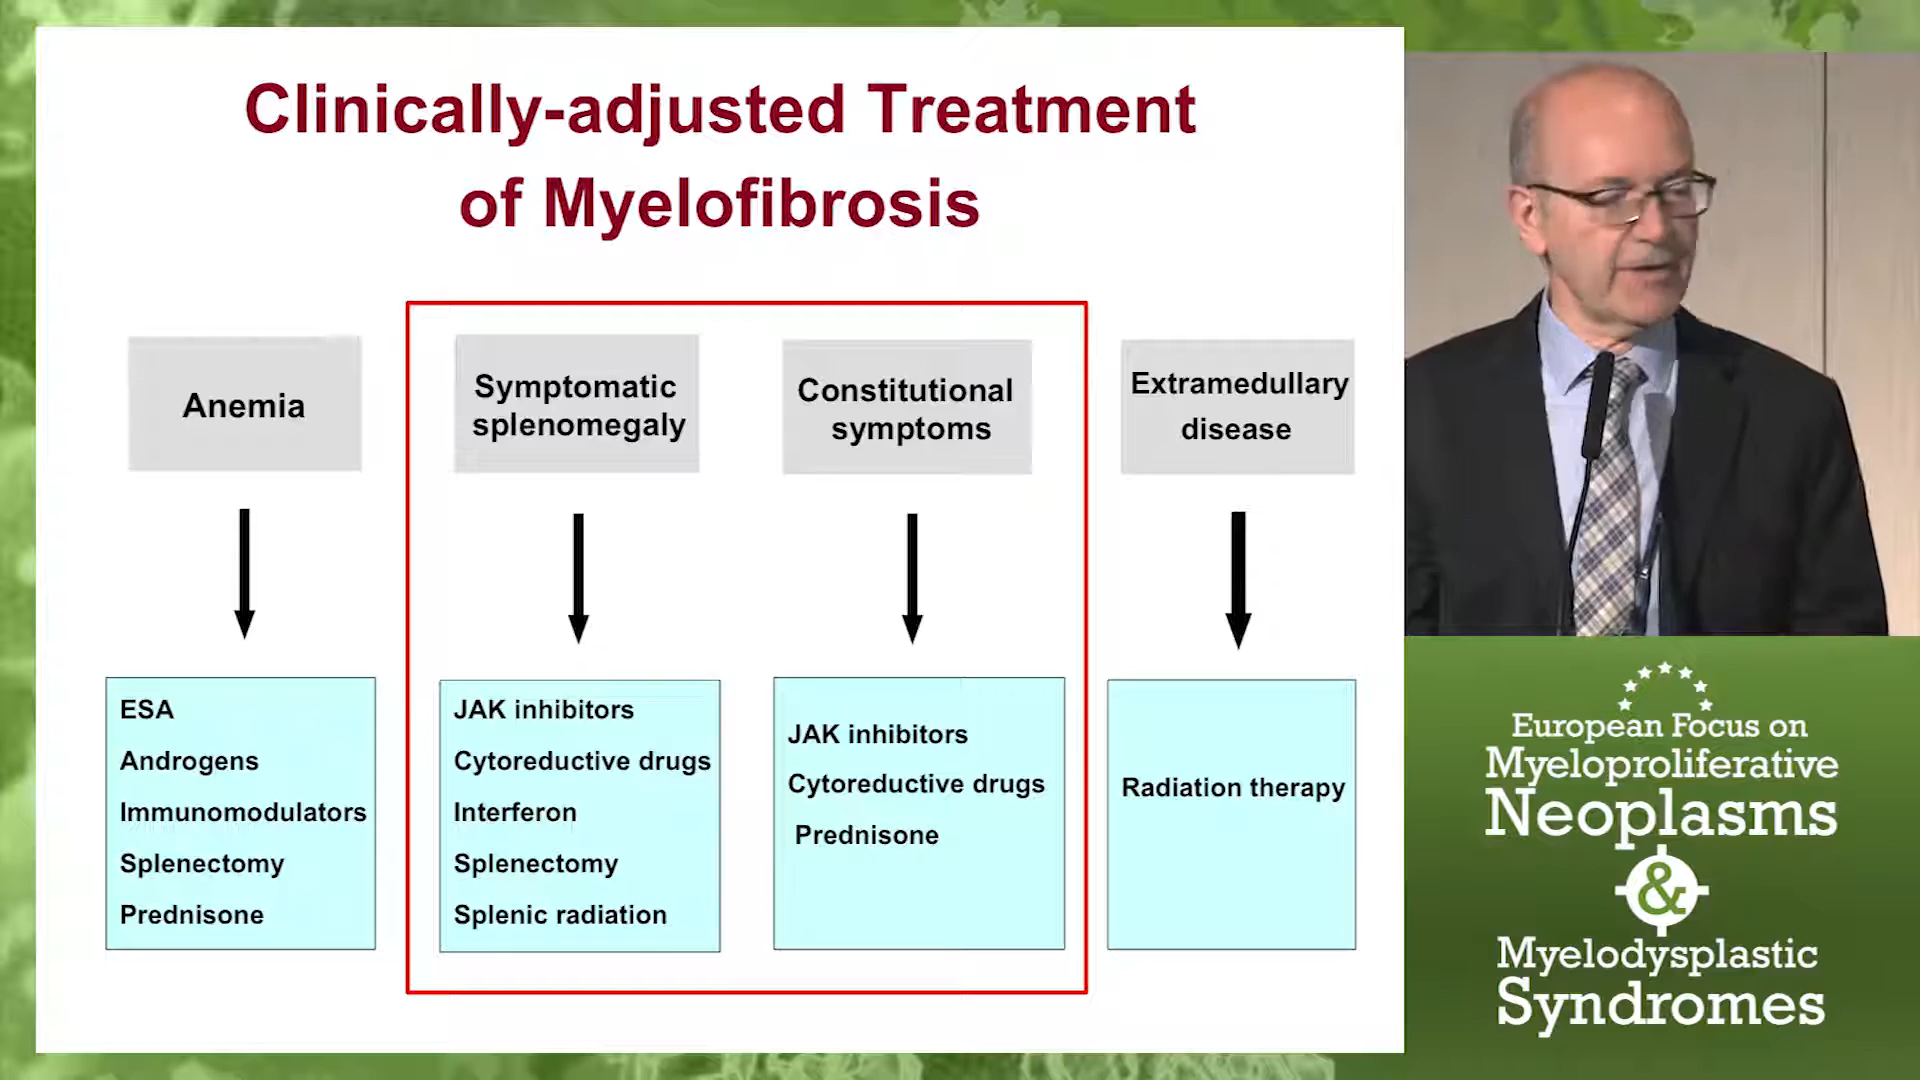 Clinically-adjusted Treatment
of Myelofibrosis
Anemia
Symptomatic
splenomegaly
Constitutional
symptoms
Extramedullary
disease
ESA
Androgens
Immunomodulators
Splenectomy
Prednisone
JAK inhibitors
Cytoreductive drugs
Interferon
Splenectomy
Splenic radiation
JAK inhibitors
Cytoreductive drugs
Prednisone
Radiation therapy
European Focus on
Myeloproliferative
Neoplasms
&
Myelodysplastic
Syndromes